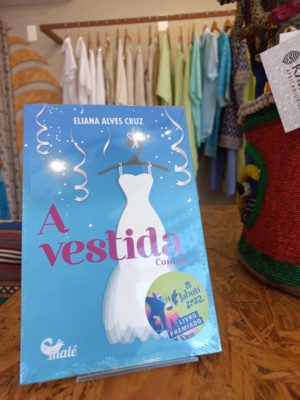 ELIANA ALVES CRUZ
A
vestida
Contos
Jabuti
2022
LIVRO
PREMIADO
malê